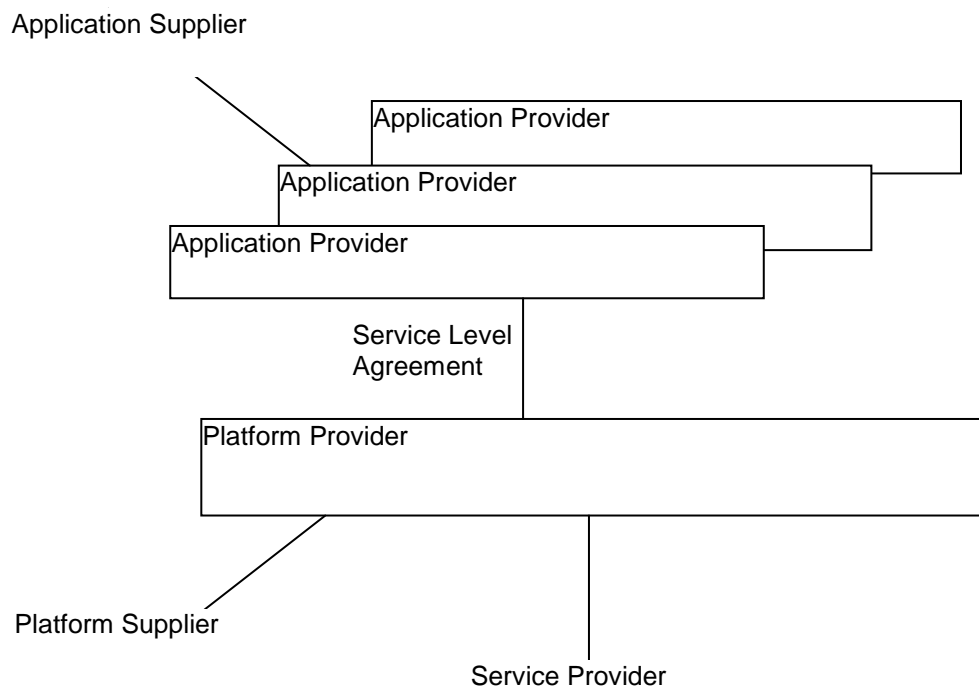 Application Supplier
Application Provider
Application Provider
Application Provider
Service Level
Agreement
Platform Provider
Platform Supplier
Service Provider